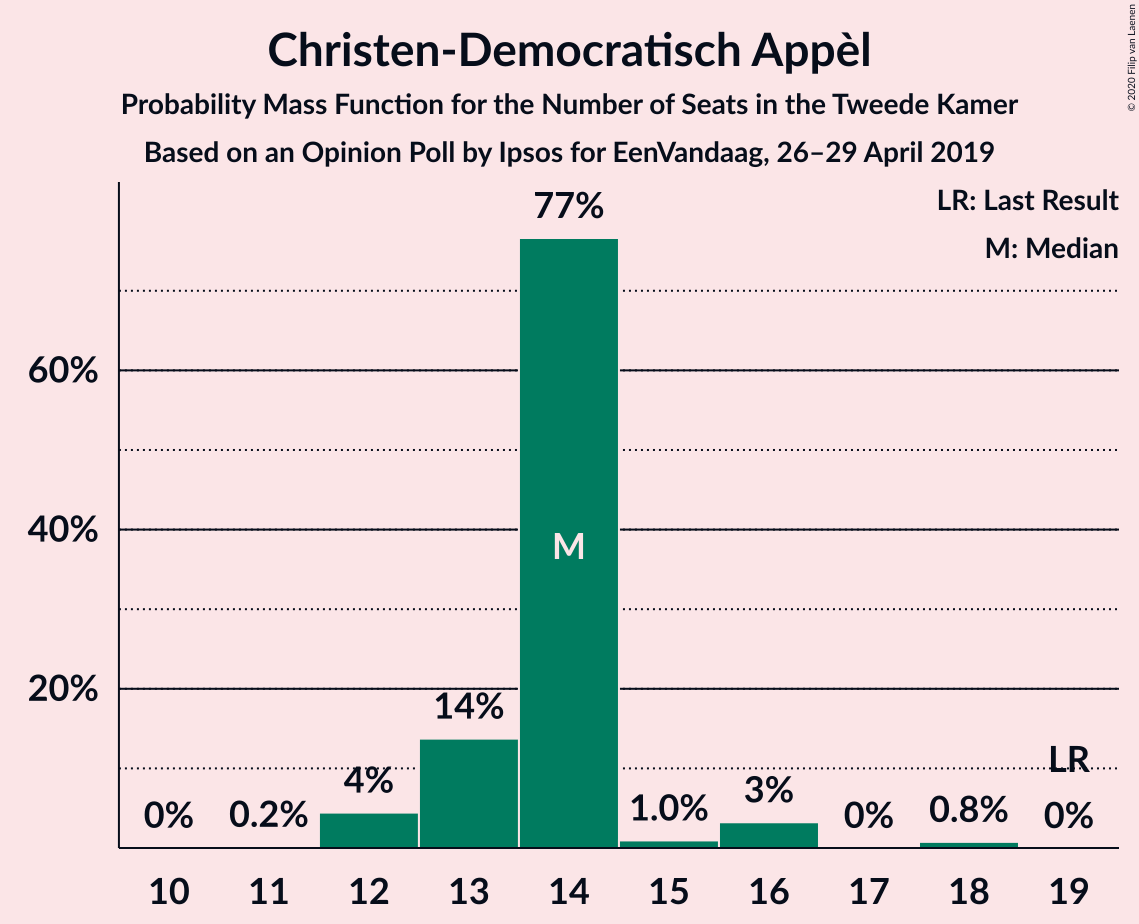 Christen-Democratisch Appèl
Probability Mass Function for the Number of Seats in the Tweede Kamer
Based on an Opinion Poll by Ipsos for EenVandaag, 26–29 April 2019
© 2020 Filip van Laenen
LR: Last Result
M: Median
77%
60%
40%
M
20%
14%
LR
4%
3%
0%
0.2%
1.0%
0%
0.8%
0%
10 11 12 13 14 15 16 17 18 19